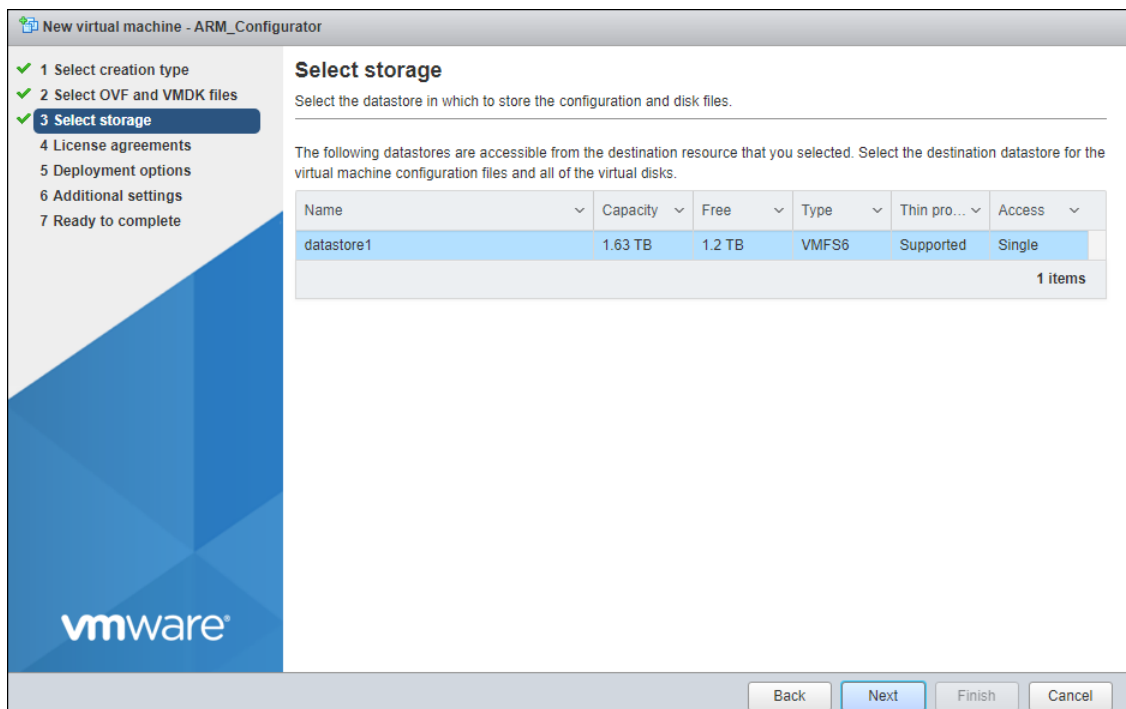 New virtual machine - ARM_Configurator
1 Select creation type
2 Select OVF and VMDK files
3 Select storage
4 License agreements
5 Deployment options
6 Additional settings
7 Ready to complete
vmware®
Select storage
Select the datastore in which to store the configuration and disk files.
The following datastores are accessible from the destination resource that you selected. Select the destination datastore for the
virtual machine configuration files and all of the virtual disks.
Name Capacity Free Type Thin pro... Access
datastore1 1.63 TB 1.2 TB VMFS6 Supported Single
1 items
Back Next Finish Cancel